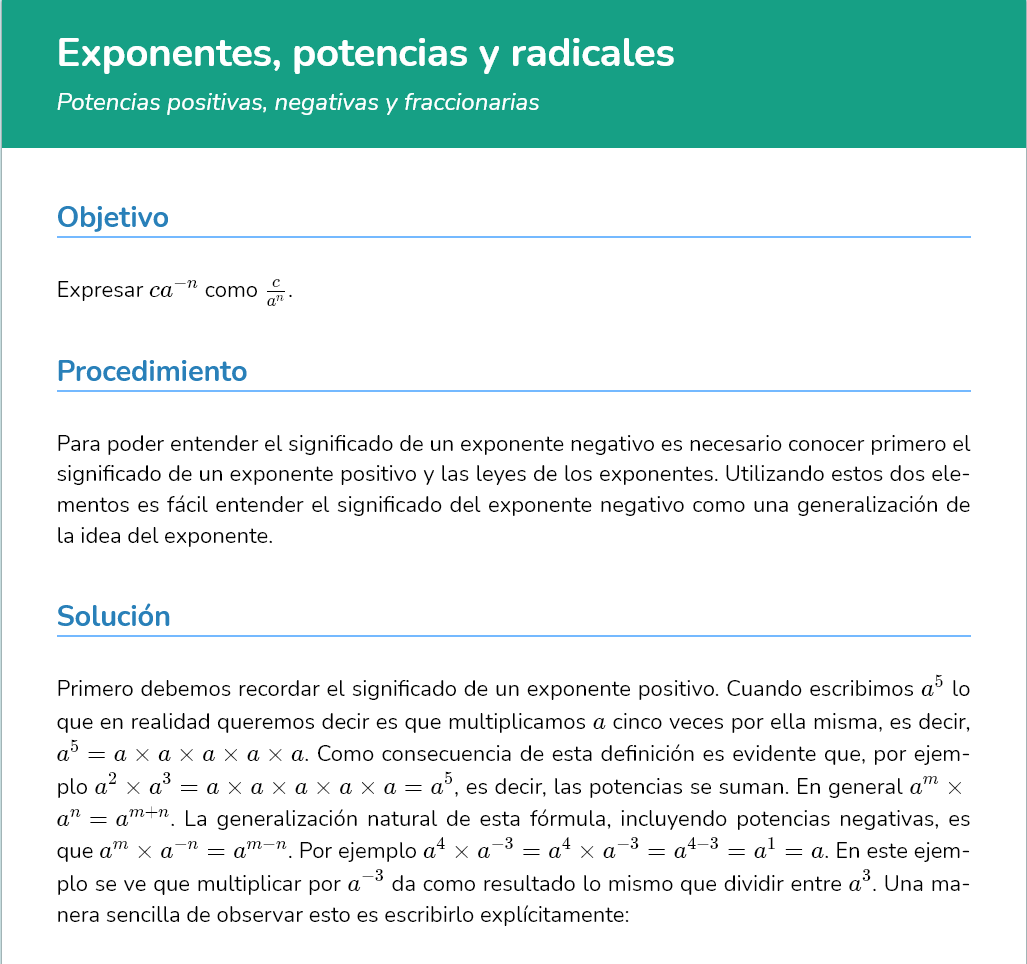 Exponentes, potencias y radicales
Potencias positivas, negativas y fraccionarias
Objetivo
Expresar $ca^{-n}$ como $\frac{c}{a^n}$.
Procedimiento
Para poder entender el significado de un exponente negativo es necesario conocer primero el
significado de un exponente positivo y las leyes de los exponentes. Utilizando estos dos ele-
mentos es fácil entender el significado del exponente negativo como una generalización de
la idea del exponente.
Solución
Primero debemos recordar el significado de un exponente positivo. Cuando escribimos $a^5$ lo
que en realidad queremos decir es que multiplicamos $a$ cinco veces por ella misma, es decir,
$a^5 = a \times a \times a \times a \times a$. Como consecuencia de esta definición es evidente que, por ejem-
plo $a^2 \times a^3 = a \times a \times a \times a \times a = a^5$, es decir, las potencias se suman. En general $a^m \times$
$a^n = a^{m+n}$. La generalización natural de esta fórmula, incluyendo potencias negativas, es
que $a^m \times a^{-n} = a^{m-n}$. Por ejemplo $a^4 \times a^{-3} = a^4 \times a^{-3} = a^{4-3} = a^1 = a$. En este ejem-
plo se ve que multiplicar por $a^{-3}$ da como resultado lo mismo que dividir entre $a^3$. Una ma-
nera sencilla de observar esto es escribirlo explícitamente: